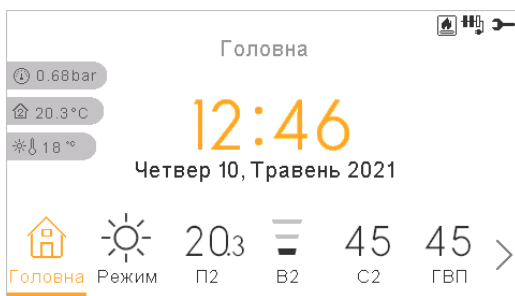 Головна
0.68bar
20.3°C
18 °C
12:46
Четвер 10, Травень 2021
20.3 45 45
Головна Режим П2 В2 С2 ГВП